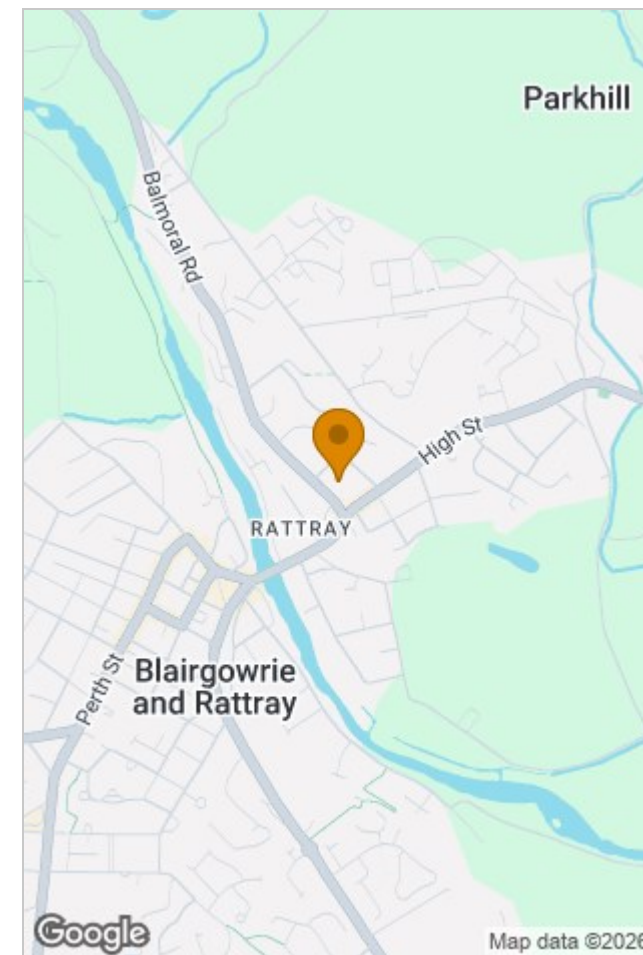 Parkhill
Balmoral Rd
High St
RATTRAY
Perth St
Blairgowrie
and Rattray
Google
Map data ©2026